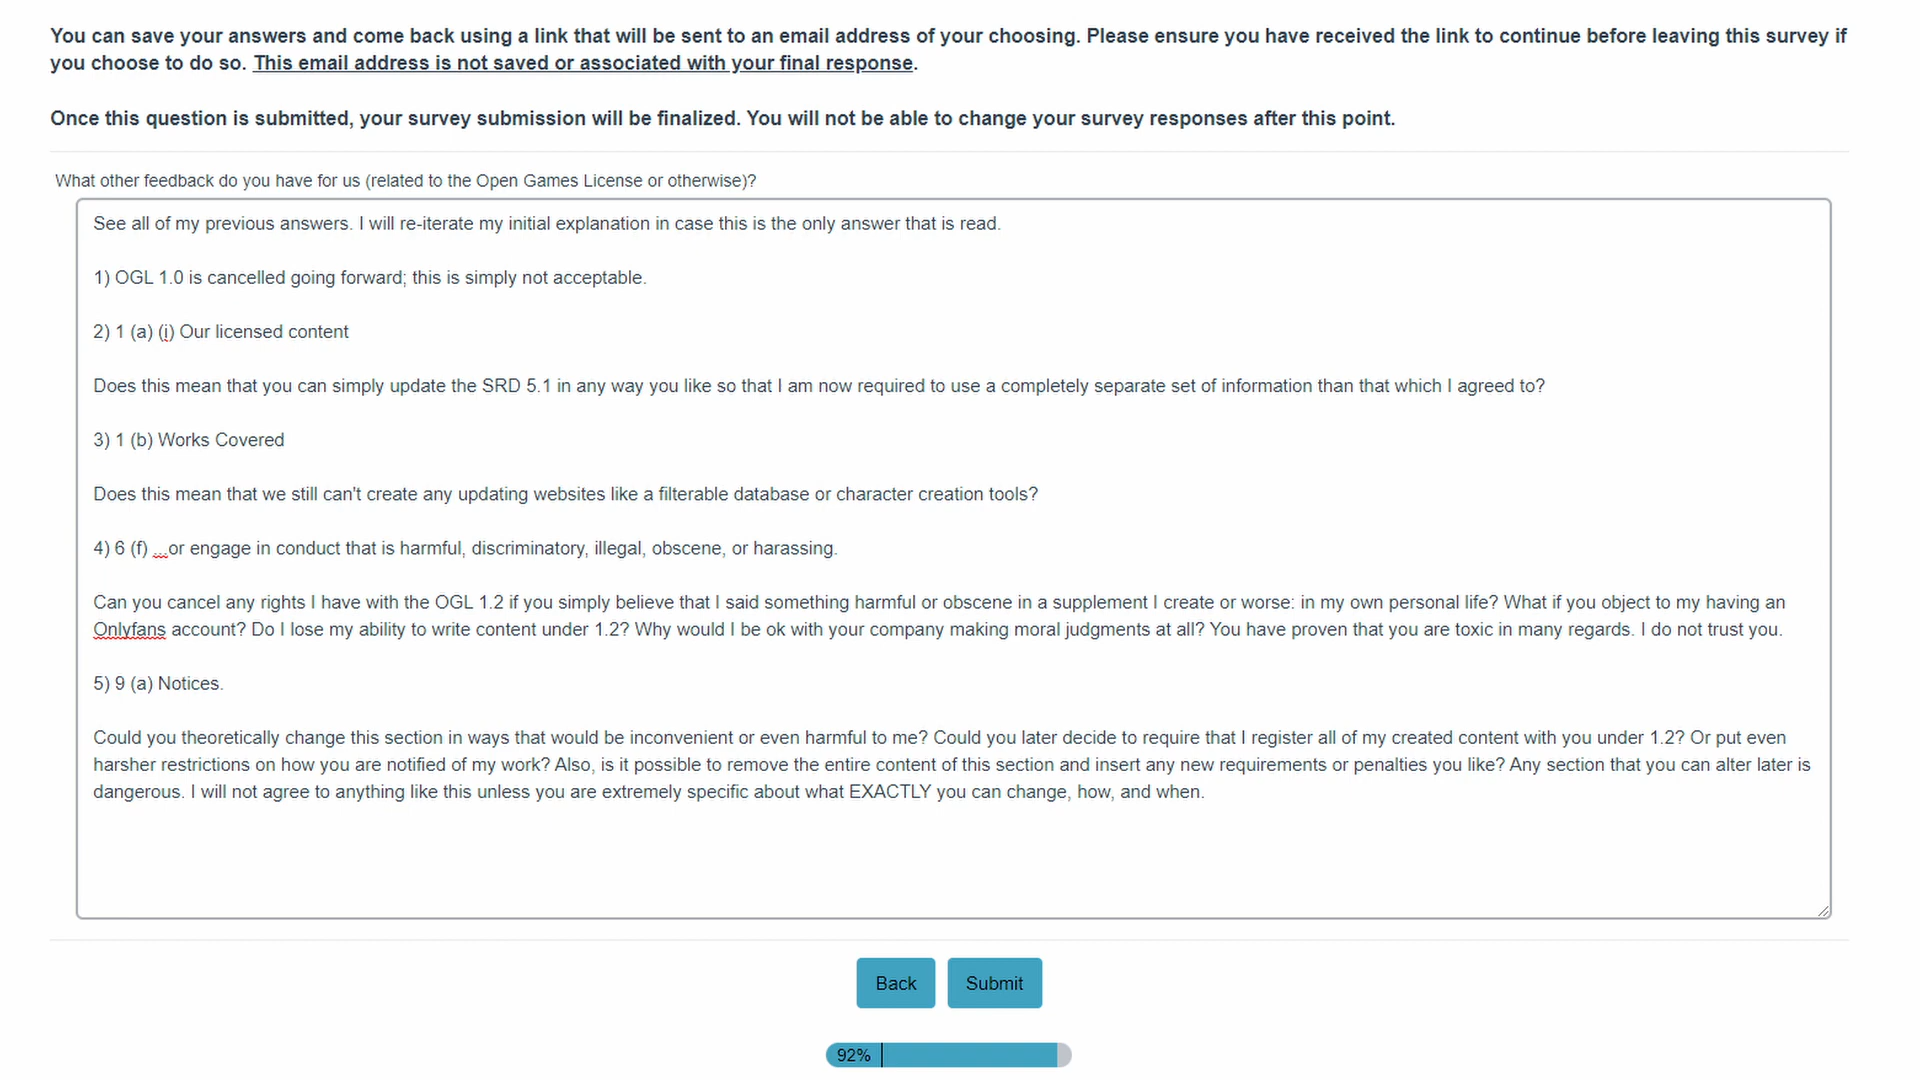 You can save your answers and come back using a link that will be sent to an email address of your choosing. Please ensure you have received the link to continue before leaving this survey if
you choose to do so. This email address is not saved or associated with your final response.
Once this question is submitted, your survey submission will be finalized. You will not be able to change your survey responses after this point.
What other feedback do you have for us (related to the Open Games License or otherwise)?
See all of my previous answers. I will re-iterate my initial explanation in case this is the only answer that is read.
1) OGL 1.0 is cancelled going forward; this is simply not acceptable.
2) 1 (a) (i) Our licensed content
Does this mean that you can simply update the SRD 5.1 in any way you like so that I am now required to use a completely separate set of information than that which I agreed to?
3) 1 (b) Works Covered
Does this mean that we still can't create any updating websites like a filterable database or character creation tools?
4) 6 (f) ...or engage in conduct that is harmful, discriminatory, illegal, obscene, or harassing.
Can you cancel any rights I have with the OGL 1.2 if you simply believe that I said something harmful or obscene in a supplement I create or worse: in my own personal life? What if you object to my having an
Onlyfans account? Do I lose my ability to write content under 1.2? Why would I be ok with your company making moral judgments at all? You have proven that you are toxic in many regards. I do not trust you.
5) 9 (a) Notices.
Could you theoretically change this section in ways that would be inconvenient or even harmful to me? Could you later decide to require that I register all of my created content with you under 1.2? Or put even
harsher restrictions on how you are notified of my work? Also, is it possible to remove the entire content of this section and insert any new requirements or penalties you like? Any section that you can alter later is
dangerous. I will not agree to anything like this unless you are extremely specific about what EXACTLY you can change, how, and when.
Back Submit
92%